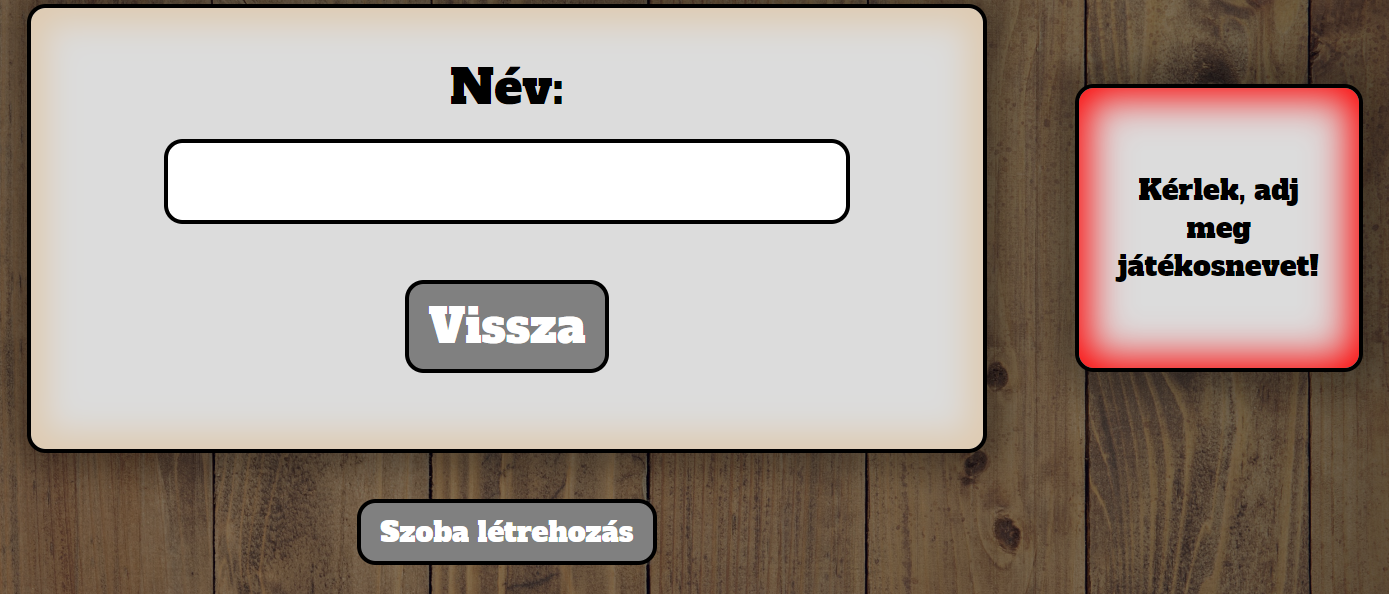 Név:
Vissza
Szoba létrehozás
Kérlek, adj
meg
játékosnevet!